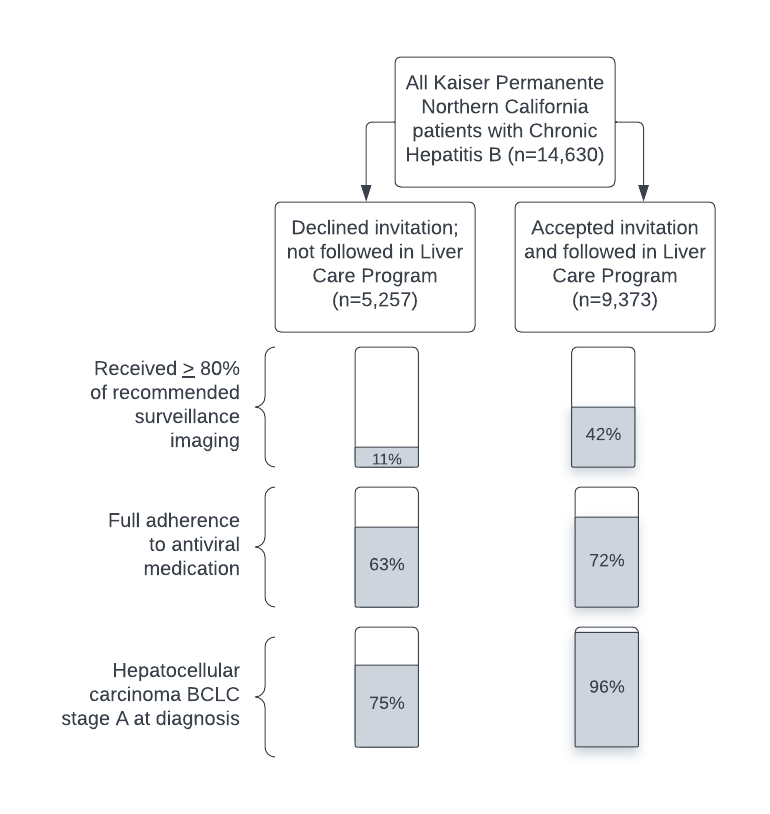 All Kaiser Permanente
Northern California
patients with Chronic
Hepatitis B (n=14,630)
Declined invitation;
not followed in Liver
Care Program
(n=5,257)
Accepted invitation
and followed in Liver
Care Program
(n=9,373)
Received ≥ 80%
of recommended
surveillance
imaging
11%
42%
Full adherence
to antiviral
medication
63%
72%
Hepatocellular
carcinoma BCLC
stage A at diagnosis
75%
96%